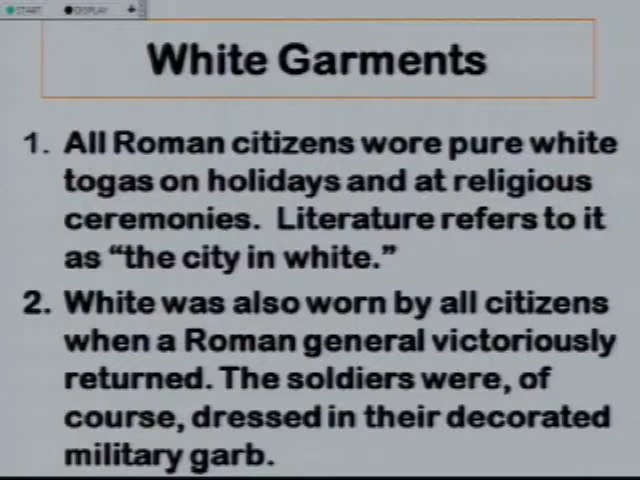 START DISPLAY
White Garments
1. All Roman citizens wore pure white
togas on holidays and at religious
ceremonies. Literature refers to it
as “the city in white.”
2. White was also worn by all citizens
when a Roman general victoriously
returned. The soldiers were, of
course, dressed in their decorated
military garb.